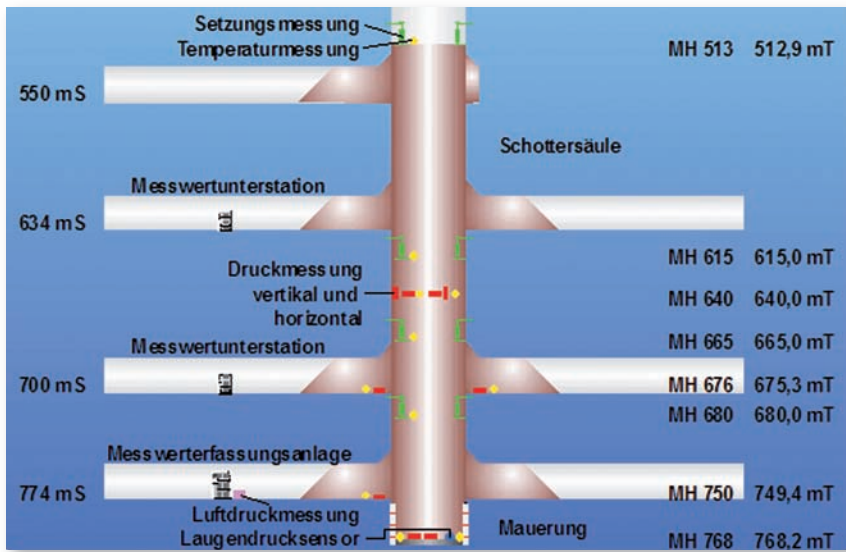 Setzungsmessung
Temperaturmessung
MH 513 512,9 mT
550 mS
Schottersäule
Messwertunterstation
634 mS
MH 615 615,0 mT
Druckmessung
vertikal und
horizontal
MH 640 640,0 mT
MH 665 665,0 mT
Messwertunterstation
700 mS
MH 676 675,3 mT
MH 680 680,0 mT
Messwerterfassungsanlage
774 mS
MH 750 749,4 mT
Luftdruckmessung
Laugendrucksensor
Mauerung
MH 768 768,2 mT